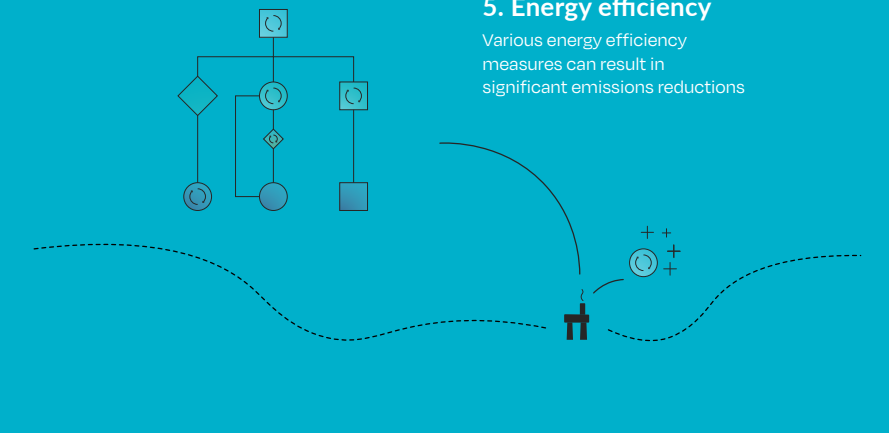 5. Energy efficiency
Various energy efficiency
measures can result in
significant emissions reductions